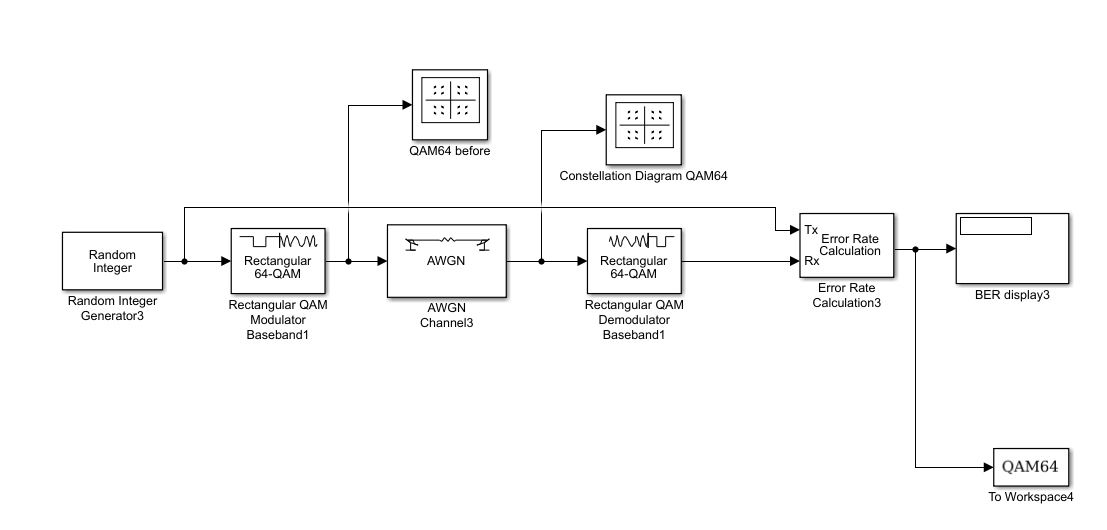 QAM64 before
Constellation Diagram QAM64
Random
Integer
Random Integer
Generator3
Rectangular
64-QAM
Rectangular QAM
Modulator
Baseband1
AWGN
AWGN
Channel3
Rectangular
64-QAM
Rectangular QAM
Demodulator
Baseband1
Tx
Rx
Error Rate
Calculation
Error Rate
Calculation3
BER display3
QAM64
To Workspace4